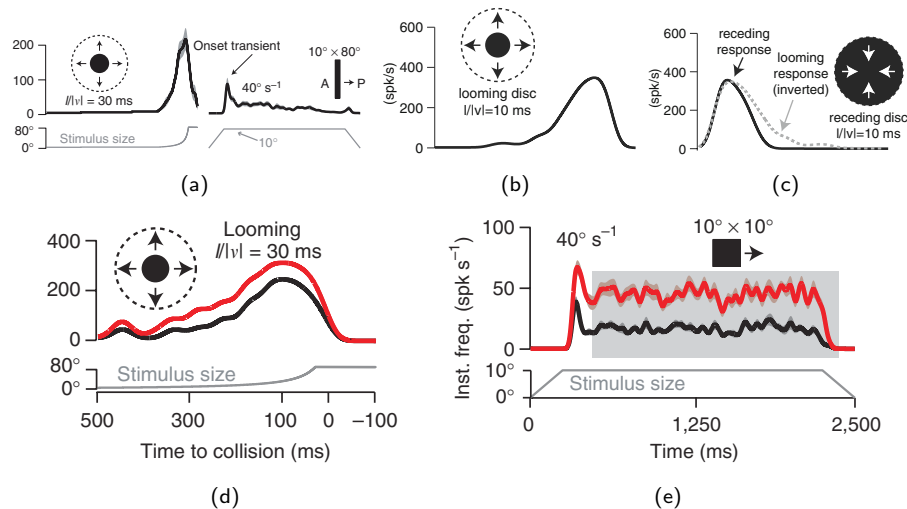 200
100
0
80°
0°
l/|v| = 30 ms
Stimulus size
Onset transient
40° s⁻¹
10° × 80°
A → P
10°
(a)
600
400
200
0
(spk/s)
looming disc
l/|v|=10 ms
(b)
600
400
200
0
(spk/s)
receding
response
looming
response
(inverted)
receding disc
l/|v|=10 ms
(c)
400
200
0
Looming
l/|v| = 30 ms
80°
0°
Stimulus size
500
300
100
0
−100
Time to collision (ms)
(d)
Inst. freq. (spk s⁻¹)
100
50
0
40° s⁻¹
10° × 10°
10°
0°
Stimulus size
0
1,250
2,500
Time (ms)
(e)